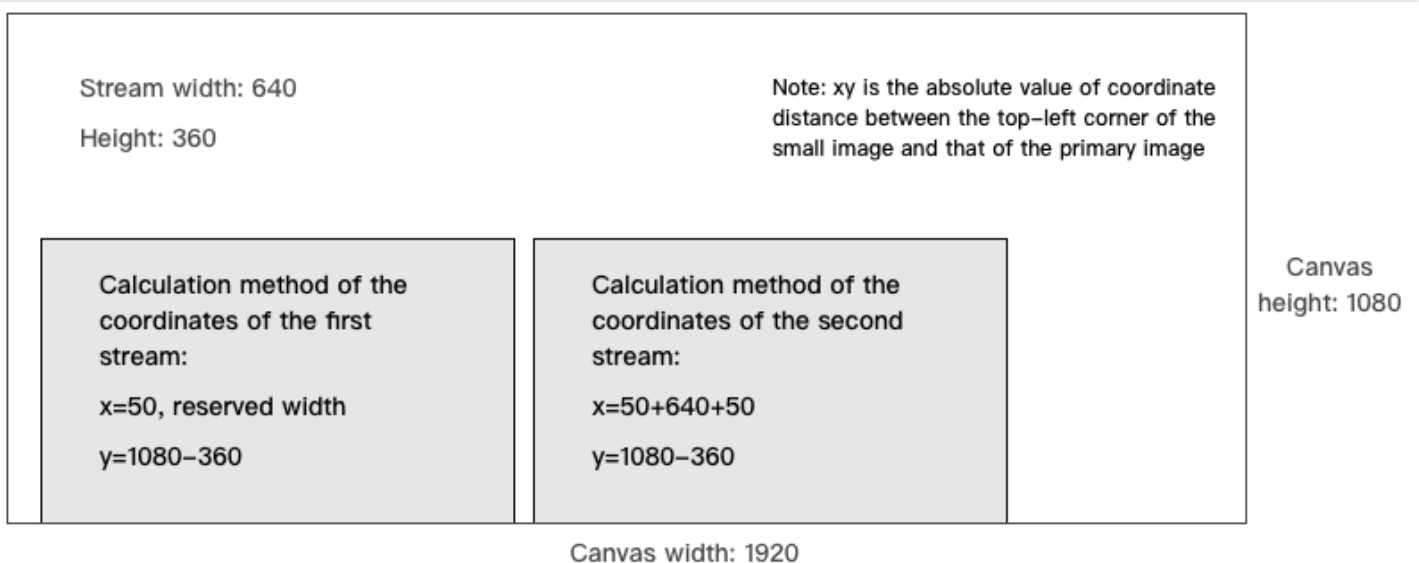 Stream width: 640
Height: 360
Note: xy is the absolute value of coordinate
distance between the top-left corner of the
small image and that of the primary image
Calculation method of the
coordinates of the first
stream:
x=50, reserved width
y=1080-360
Calculation method of the
coordinates of the second
stream:
x=50+640+50
y=1080-360
Canvas
height: 1080
Canvas width: 1920